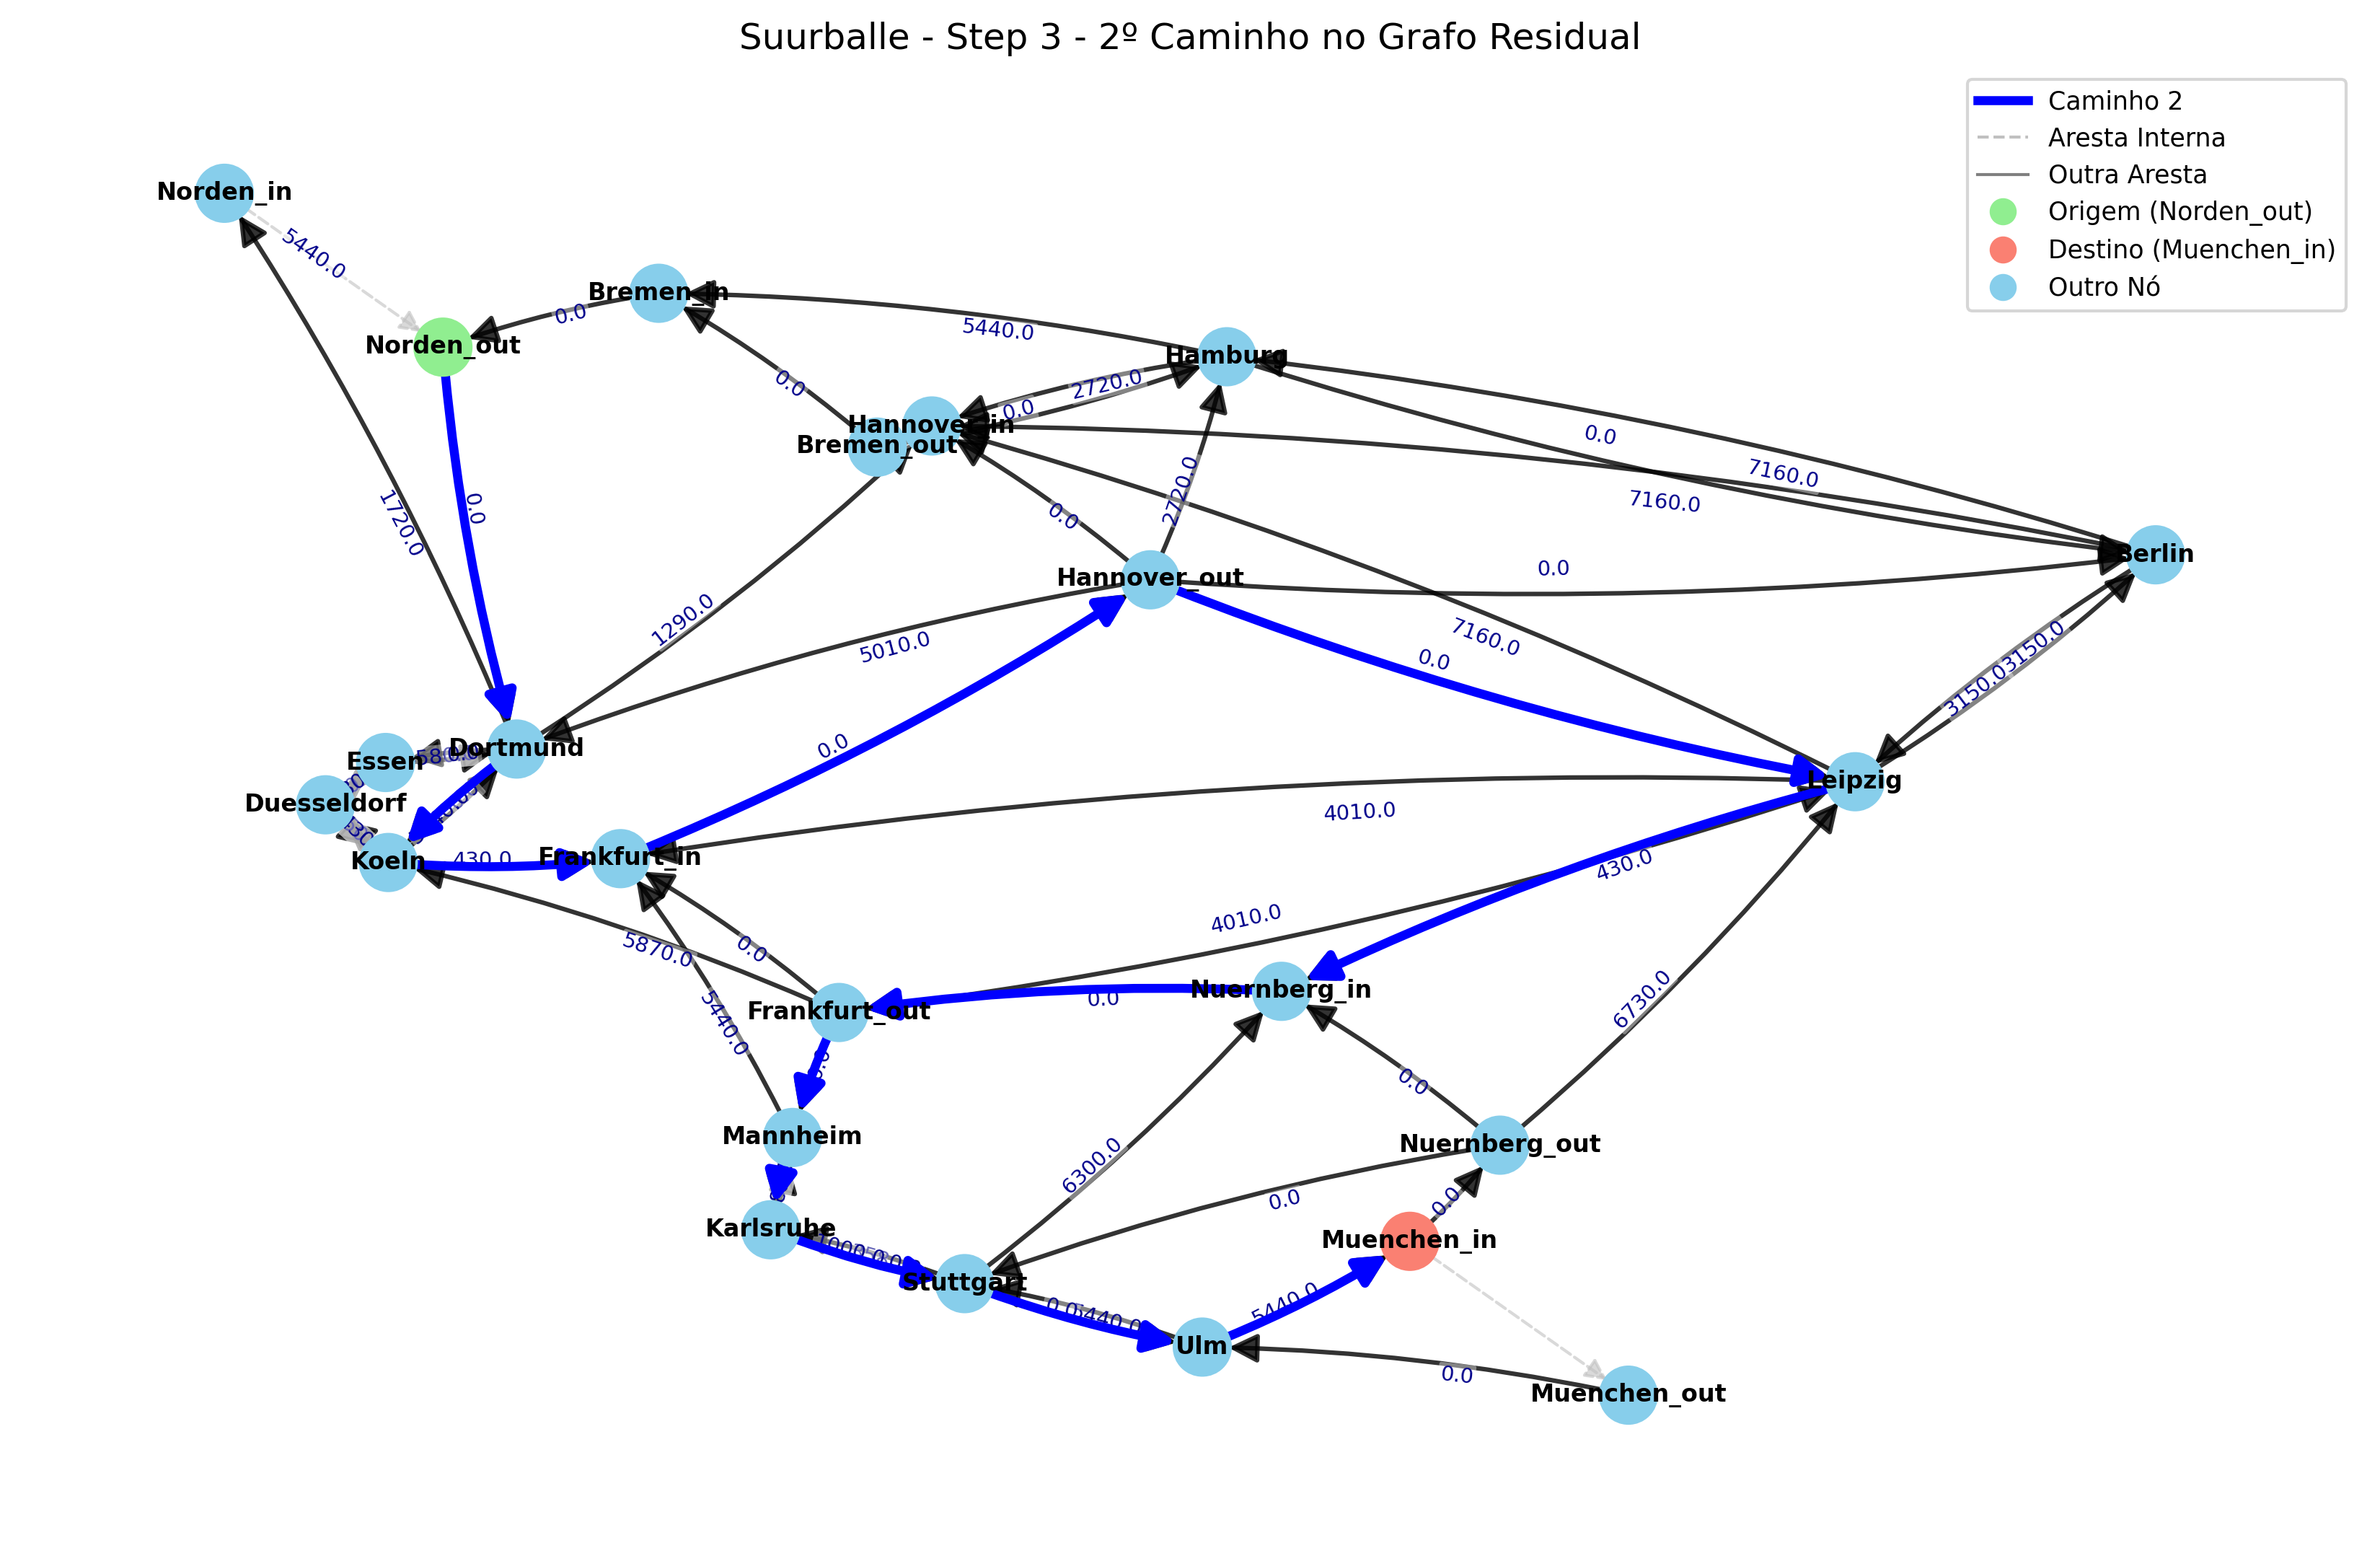 Suurballe - Step 3 - 2º Caminho no Grafo Residual
Caminho 2
Aresta Interna
Outra Aresta
Origem (Norden_out)
Destino (Muenchen_in)
Outro Nó
Norden_in
5440.0
Bremen_in
0.0
Norden_out
5440.0
Hamburg
2720.0
0.0
0.0
Hannover_in
Bremen_out
0.0
7160.0
7160.0
2720.0
0.0
0.0
1720.0
0.0
Berlin
Hannover_out
1290.0
5010.0
7160.0
0.0
3150.0
3150.0
0.0
Dortmund
Essen
Leipzig
Duesseldorf
4010.0
Koeln
430.0
Frankfurt_in
430.0
4010.0
5870.0
0.0
Nuernberg_in
0.0
Frankfurt_out
5440.0
6730.0
0.0
Mannheim
6300.0
Nuernberg_out
0.0
0.0
Karlsruhe
Muenchen_in
Stuttgart
0.0
5440.0
5440.0
Ulm
0.0
Muenchen_out